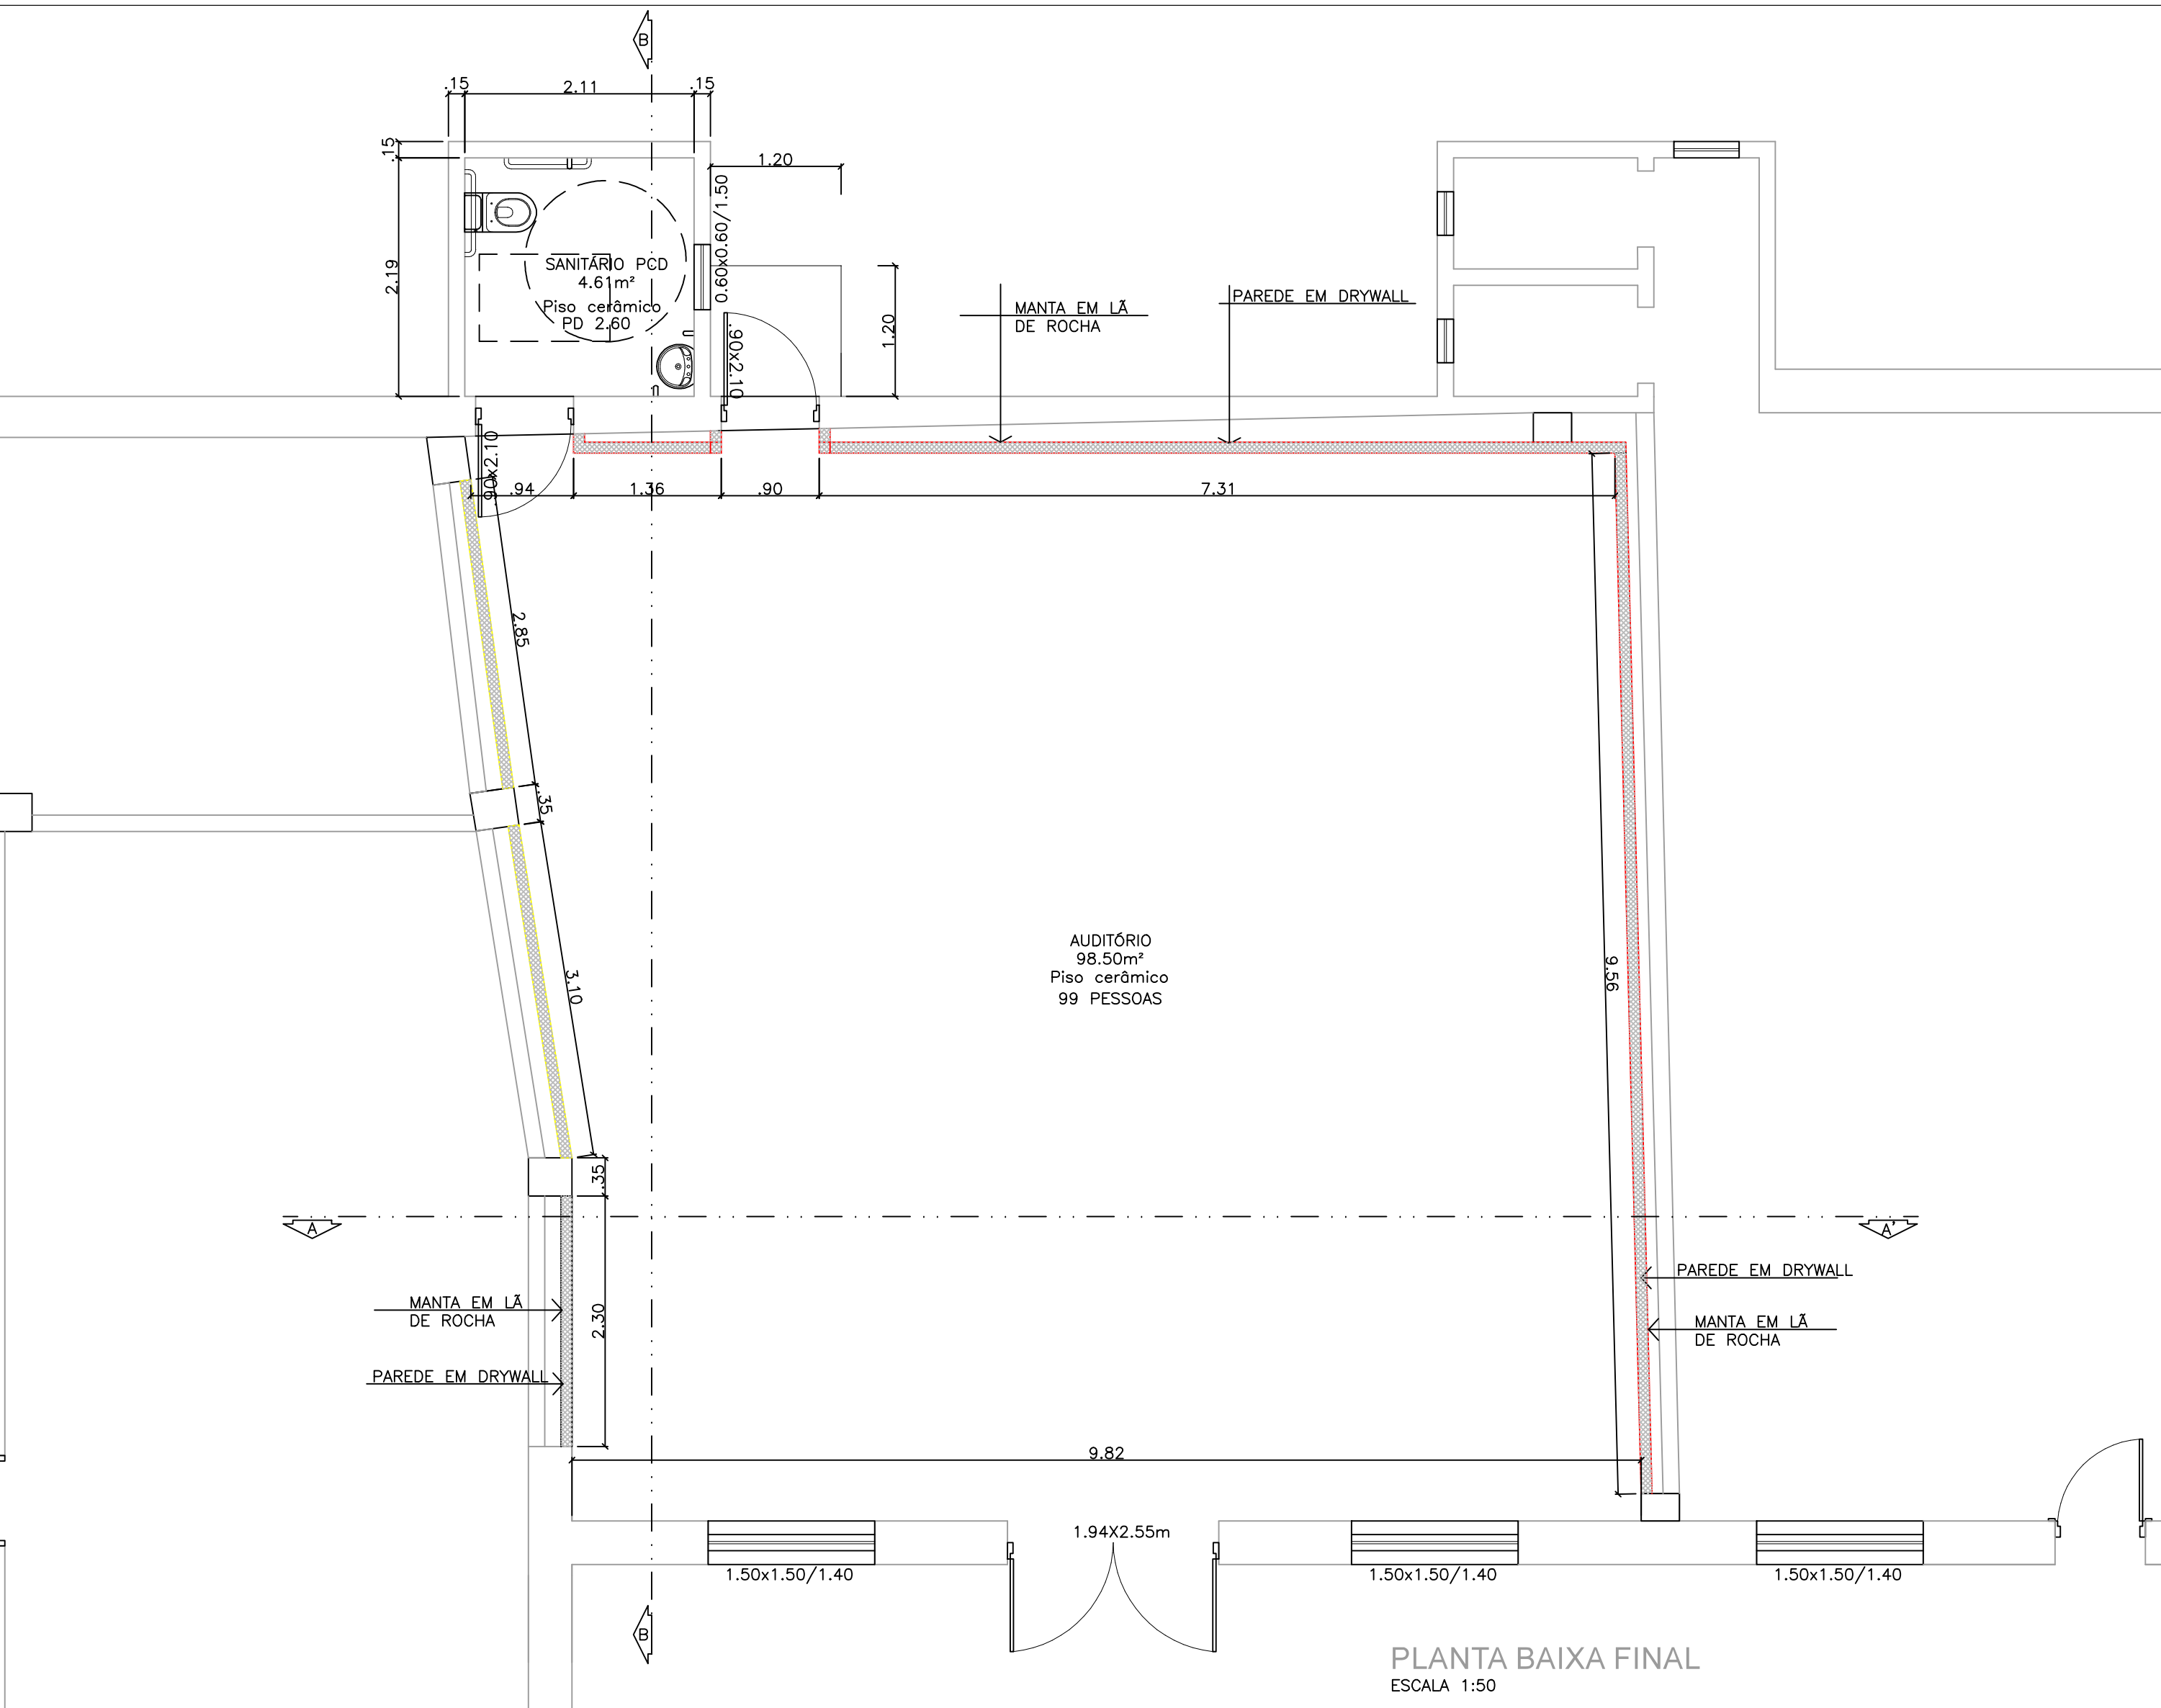 B
.15
2.11
.15
.15
1.20
2.19
0.60x0.60/1.50
SANITÁRIO PCD
4.61m²
Piso cerâmico
PD 2.60
1.20
.90x2.10
MANTA EM LÃ
DE ROCHA
PAREDE EM DRYWALL
.90x2.10
.94
1.36
.90
7.31
2.85
.35
3.10
9.56
AUDITÓRIO
98.50m²
Piso cerâmico
99 PESSOAS
.35
A
A'
2.30
MANTA EM LÃ
DE ROCHA
PAREDE EM DRYWALL
PAREDE EM DRYWALL
MANTA EM LÃ
DE ROCHA
9.82
1.94X2.55m
1.50x1.50/1.40
1.50x1.50/1.40
1.50x1.50/1.40
B
PLANTA BAIXA FINAL
ESCALA 1:50